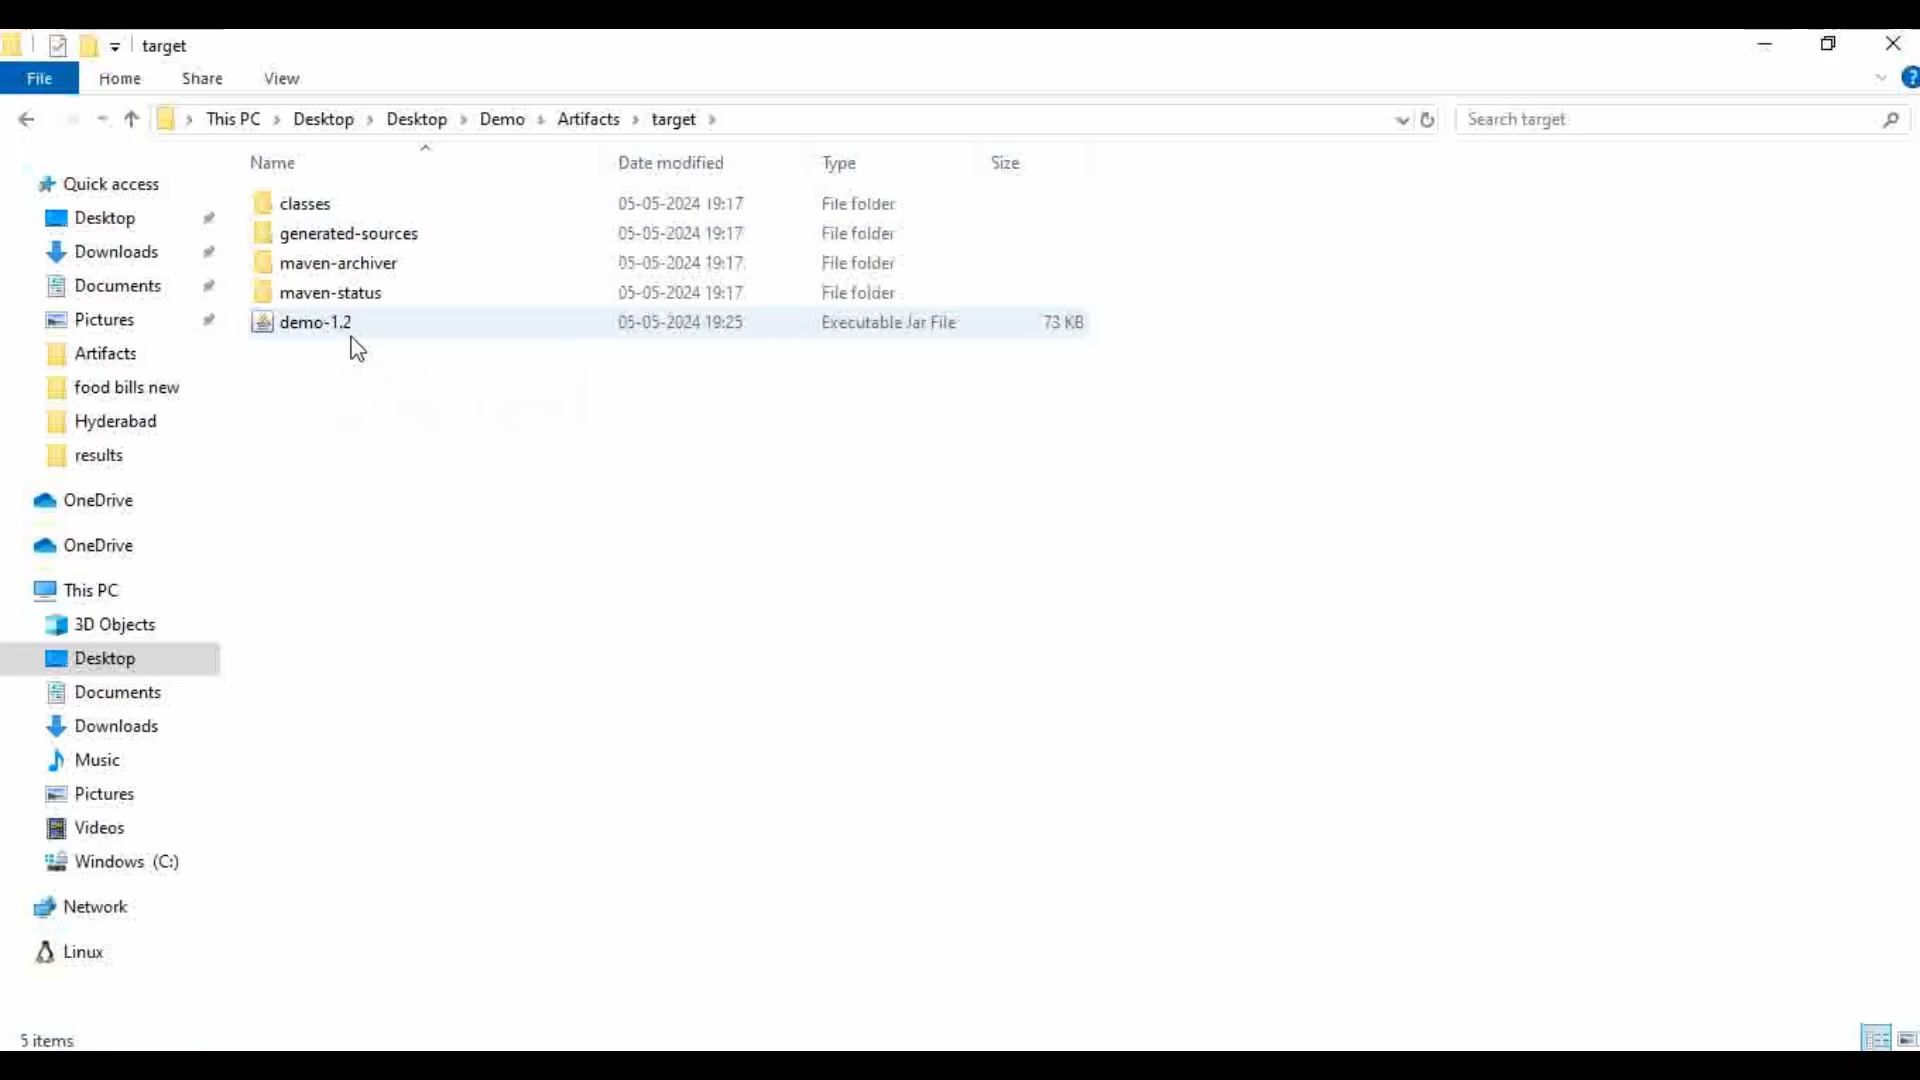 target
File Home Share View
This PC Desktop Desktop Demo Artifacts target Search target
Name Date modified Type Size
Quick access
Desktop
Downloads
Documents
Pictures
Artifacts
food bills new
Hyderabad
results
OneDrive
OneDrive
This PC
3D Objects
Desktop
Documents
Downloads
Music
Pictures
Videos
Windows (C:)
Network
Linux
classes 05-05-2024 19:17 File folder
generated-sources 05-05-2024 19:17 File folder
maven-archiver 05-05-2024 19:17 File folder
maven-status 05-05-2024 19:17 File folder
demo-1.2 05-05-2024 19:25 Executable Jar File 73 KB
5 items